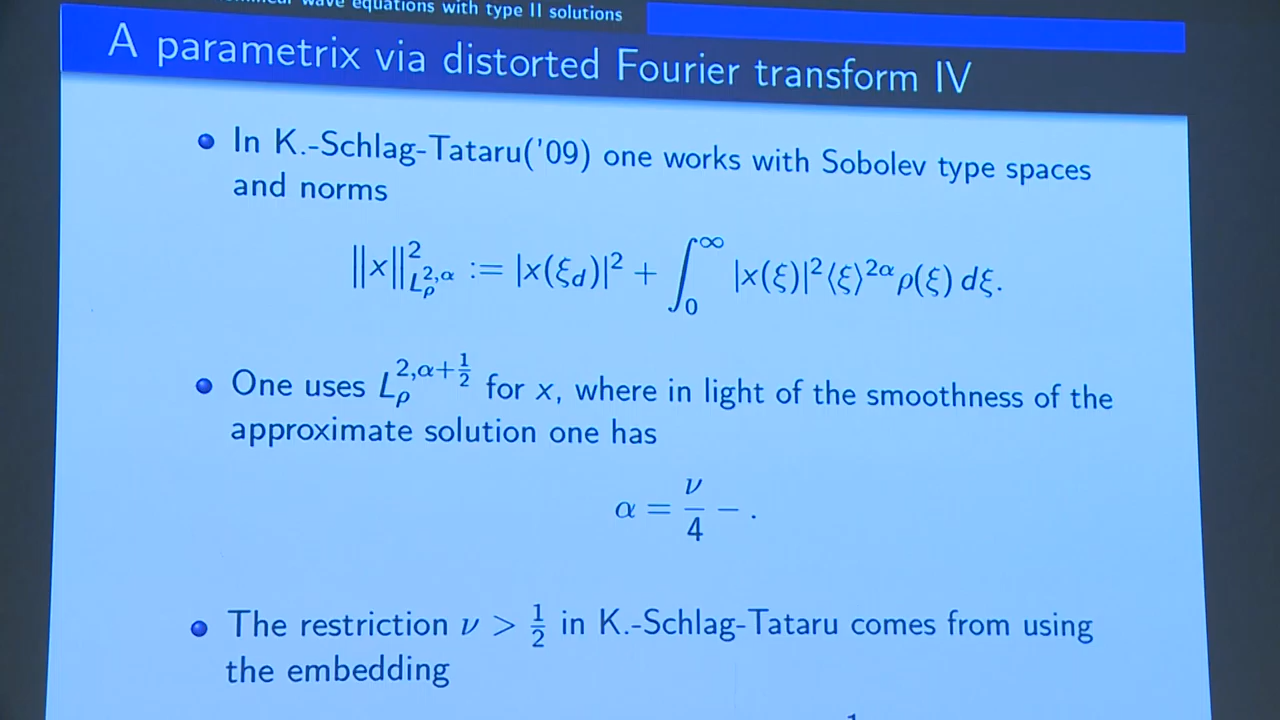 wave equations with type II solutions
A parametrix via distorted Fourier transform IV
In K.-Schlag-Tataru('09) one works with Sobolev type spaces
and norms
‖x‖²_{L^{2,α}_ρ} := |x(ξ_d)|² + ∫_0^∞ |x(ξ)|²⟨ξ⟩^{2α} ρ(ξ) dξ.
One uses L^{2,α+1/2}_ρ for x, where in light of the smoothness of the
approximate solution one has
α = ν/4 − .
The restriction ν > 1/2 in K.-Schlag-Tataru comes from using
the embedding